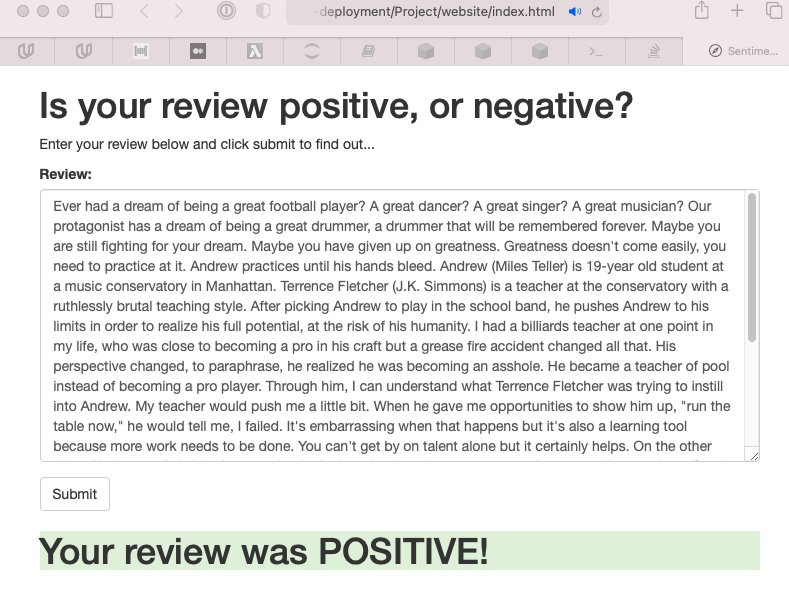 -deployment/Project/website/index.html
>_
Sentime...
Is your review positive, or negative?
Enter your review below and click submit to find out...
Review:
Ever had a dream of being a great football player? A great dancer? A great singer? A great musician? Our
protagonist has a dream of being a great drummer, a drummer that will be remembered forever. Maybe you
are still fighting for your dream. Maybe you have given up on greatness. Greatness doesn't come easily, you
need to practice at it. Andrew practices until his hands bleed. Andrew (Miles Teller) is 19-year old student at
a music conservatory in Manhattan. Terrence Fletcher (J.K. Simmons) is a teacher at the conservatory with a
ruthlessly brutal teaching style. After picking Andrew to play in the school band, he pushes Andrew to his
limits in order to realize his full potential, at the risk of his humanity. I had a billiards teacher at one point in
my life, who was close to becoming a pro in his craft but a grease fire accident changed all that. His
perspective changed, to paraphrase, he realized he was becoming an asshole. He became a teacher of pool
instead of becoming a pro player. Through him, I can understand what Terrence Fletcher was trying to instill
into Andrew. My teacher would push me a little bit. When he gave me opportunities to show him up, "run the
table now," he would tell me, I failed. It's embarrassing when that happens but it's also a learning tool
because more work needs to be done. You can't get by on talent alone but it certainly helps. On the other
Submit
Your review was POSITIVE!